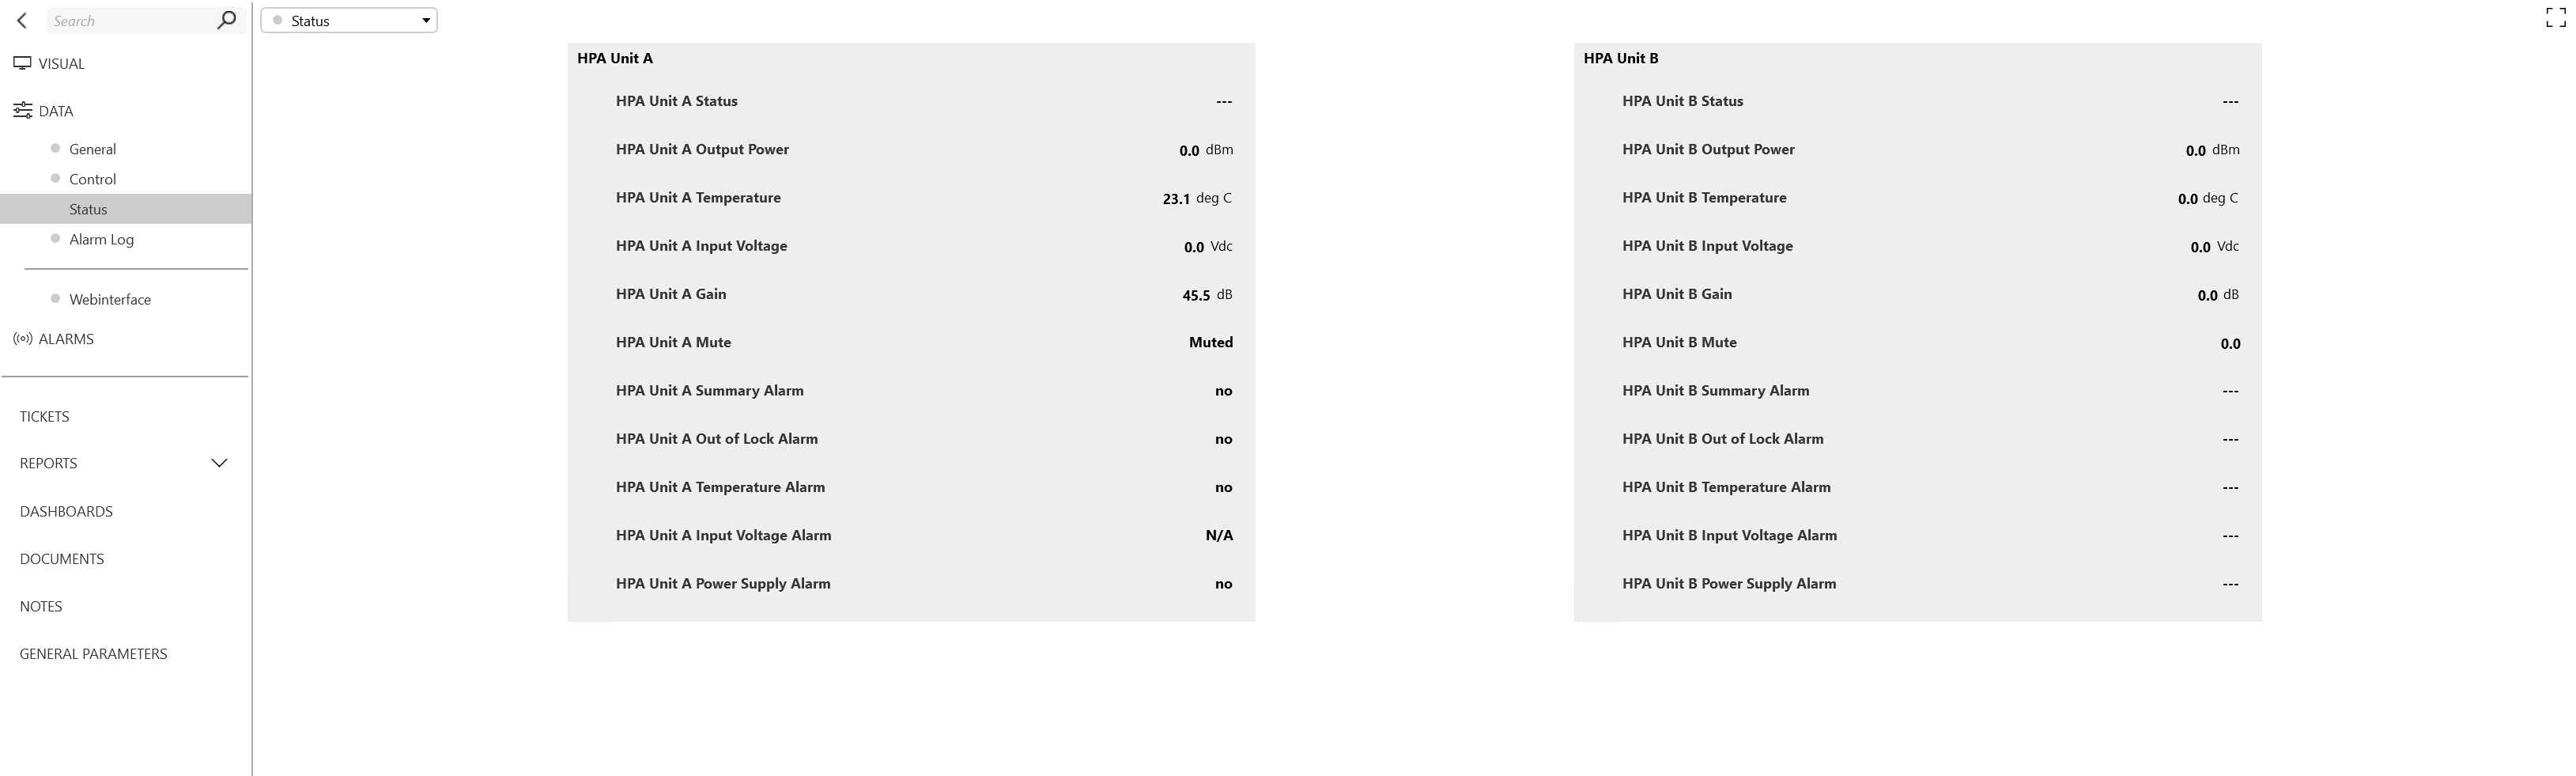 Search
Status
VISUAL
DATA
General
Control
Status
Alarm Log
Webinterface
ALARMS
TICKETS
REPORTS
DASHBOARDS
DOCUMENTS
NOTES
GENERAL PARAMETERS
HPA Unit A
HPA Unit A Status ---
HPA Unit A Output Power 0.0 dBm
HPA Unit A Temperature 23.1 deg C
HPA Unit A Input Voltage 0.0 Vdc
HPA Unit A Gain 45.5 dB
HPA Unit A Mute Muted
HPA Unit A Summary Alarm no
HPA Unit A Out of Lock Alarm no
HPA Unit A Temperature Alarm no
HPA Unit A Input Voltage Alarm N/A
HPA Unit A Power Supply Alarm no
HPA Unit B
HPA Unit B Status ---
HPA Unit B Output Power 0.0 dBm
HPA Unit B Temperature 0.0 deg C
HPA Unit B Input Voltage 0.0 Vdc
HPA Unit B Gain 0.0 dB
HPA Unit B Mute 0.0
HPA Unit B Summary Alarm ---
HPA Unit B Out of Lock Alarm ---
HPA Unit B Temperature Alarm ---
HPA Unit B Input Voltage Alarm ---
HPA Unit B Power Supply Alarm ---